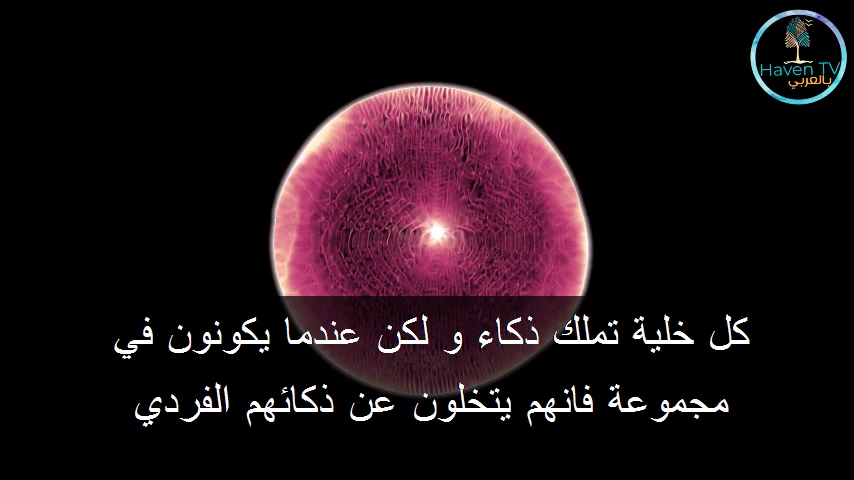 Haven TV
بالعربي
كل خلية تملك ذكاء و لكن عندما يكونون في
مجموعة فانهم يتخلون عن ذكائهم الفردي